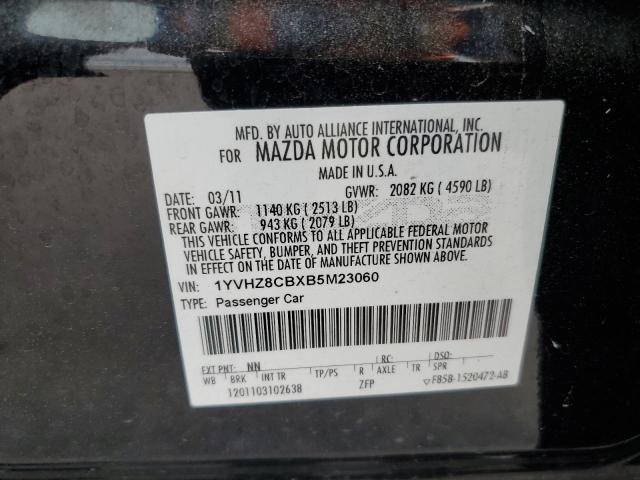 MFD. BY AUTO ALLIANCE INTERNATIONAL, INC.
FOR MAZDA MOTOR CORPORATION
MADE IN U.S.A.
DATE: 03/11 GVWR: 2082 KG ( 4590 LB)
FRONT GAWR: 1140 KG ( 2513 LB)
REAR GAWR: 943 KG ( 2079 LB)
THIS VEHICLE CONFORMS TO ALL APPLICABLE FEDERAL MOTOR
VEHICLE SAFETY, BUMPER, AND THEFT PREVENTION STANDARDS
IN EFFECT ON THE DATE OF MANUFACTURE SHOWN ABOVE.
VIN: 1YVHZ8CBXB5M23060
TYPE: Passenger Car
EXT PNT: NN RC: DSO:
WB BRK INT TR TP/PS R AXLE TR SPR
1201103102638 ZFP ▽F85B-1520472-AB